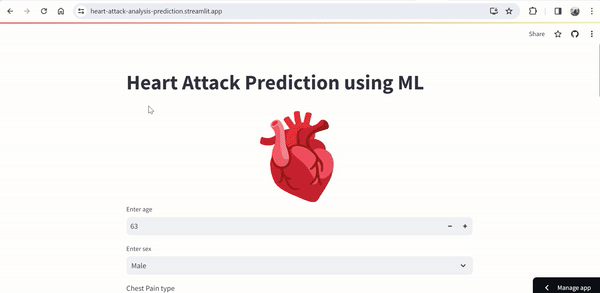 heart-attack-analysis-prediction.streamlit.app
Share
Heart Attack Prediction using ML
Enter age
63
Enter sex
Male
Chest Pain type
Manage app